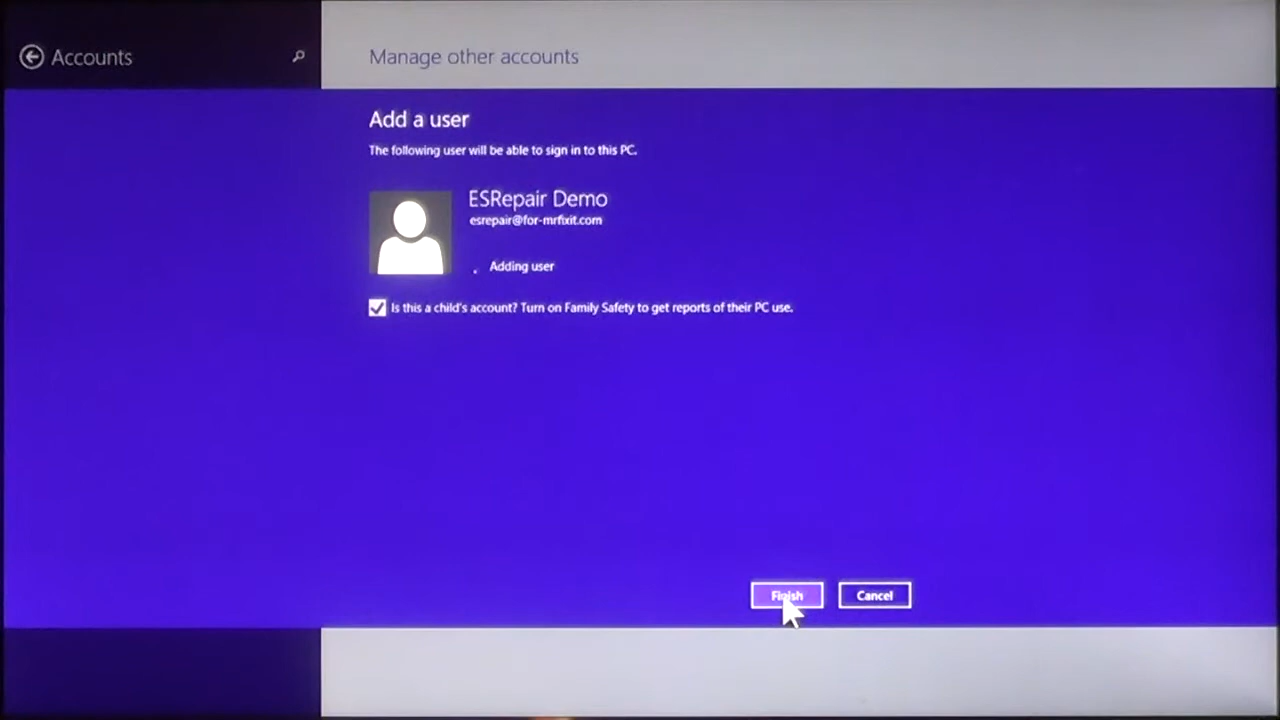 Accounts
Manage other accounts
Add a user
The following user will be able to sign in to this PC.
ESRepair Demo
esrepair@for-mrfixit.com
Adding user
Is this a child's account? Turn on Family Safety to get reports of their PC use.
Finish
Cancel